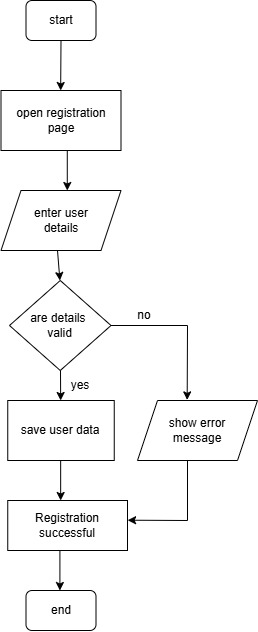 start
open registration
page
enter user
details
are details
valid
no
yes
save user data
show error
message
Registration
successful
end